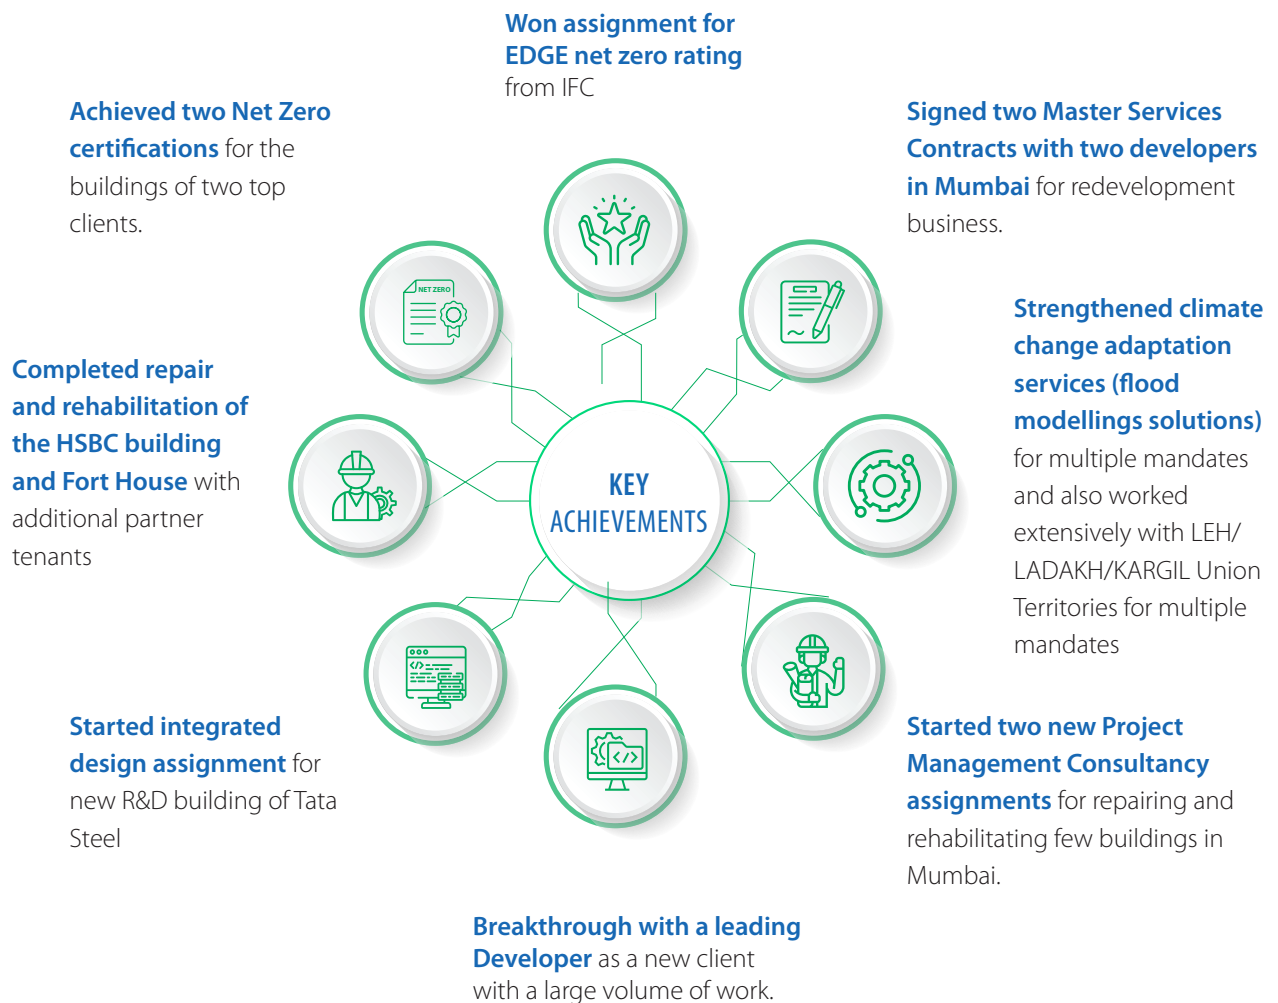 Won assignment for
EDGE net zero rating
from IFC
Achieved two Net Zero
certifications for the
buildings of two top
clients.
Signed two Master Services
Contracts with two developers
in Mumbai for redevelopment
business.
NET ZERO
Strengthened climate
change adaptation
services (flood
modellings solutions)
for multiple mandates
and also worked
extensively with LEH/
LADAKH/KARGIL Union
Territories for multiple
mandates
Completed repair
and rehabilitation of
the HSBC building
and Fort House with
additional partner
tenants
KEY
ACHIEVEMENTS
</>
</>
Started integrated
design assignment for
new R&D building of Tata
Steel
Started two new Project
Management Consultancy
assignments for repairing and
rehabilitating few buildings in
Mumbai.
Breakthrough with a leading
Developer as a new client
with a large volume of work.